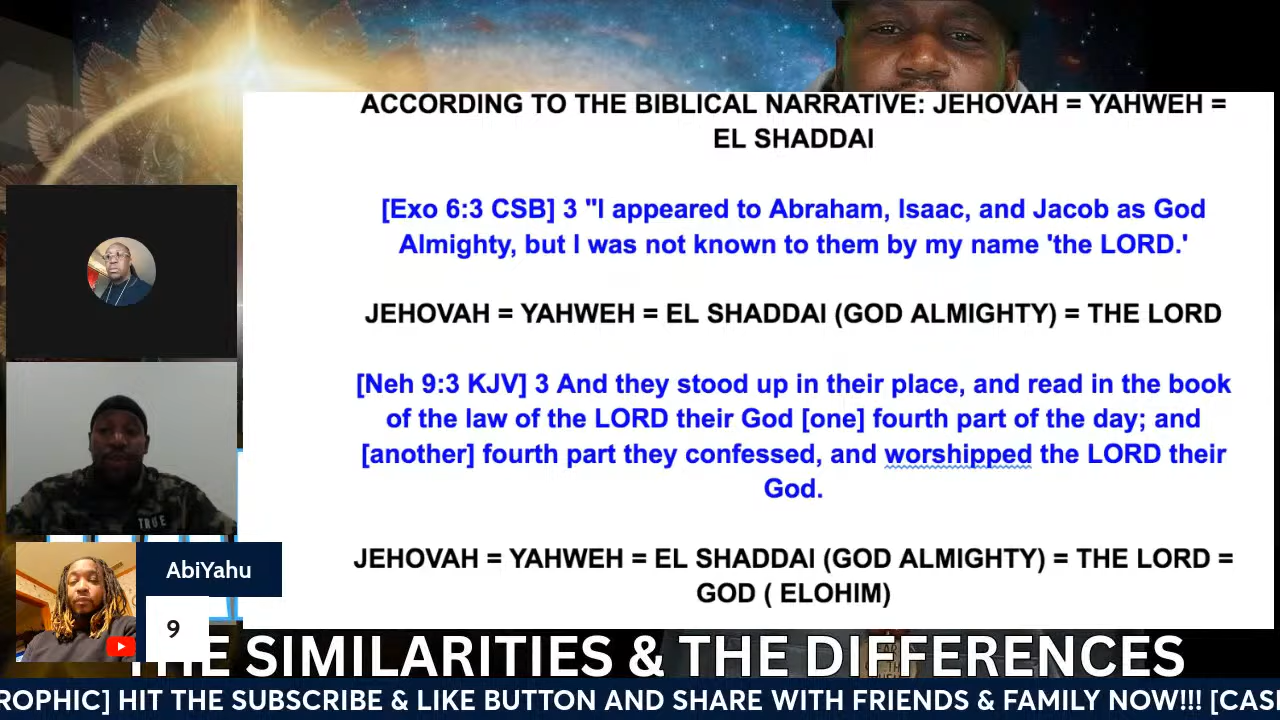 ACCORDING TO THE BIBLICAL NARRATIVE: JEHOVAH = YAHWEH =
EL SHADDAI
[Exo 6:3 CSB] 3 "I appeared to Abraham, Isaac, and Jacob as God
Almighty, but I was not known to them by my name 'the LORD.'
JEHOVAH = YAHWEH = EL SHADDAI (GOD ALMIGHTY) = THE LORD
[Neh 9:3 KJV] 3 And they stood up in their place, and read in the book
of the law of the LORD their God [one] fourth part of the day; and
[another] fourth part they confessed, and worshipped the LORD their
God.
JEHOVAH = YAHWEH = EL SHADDAI (GOD ALMIGHTY) = THE LORD =
GOD ( ELOHIM)
TRUE
AbiYahu
9
THE SIMILARITIES & THE DIFFERENCES
ROPHIC] HIT THE SUBSCRIBE & LIKE BUTTON AND SHARE WITH FRIENDS & FAMILY NOW!!! [CAS